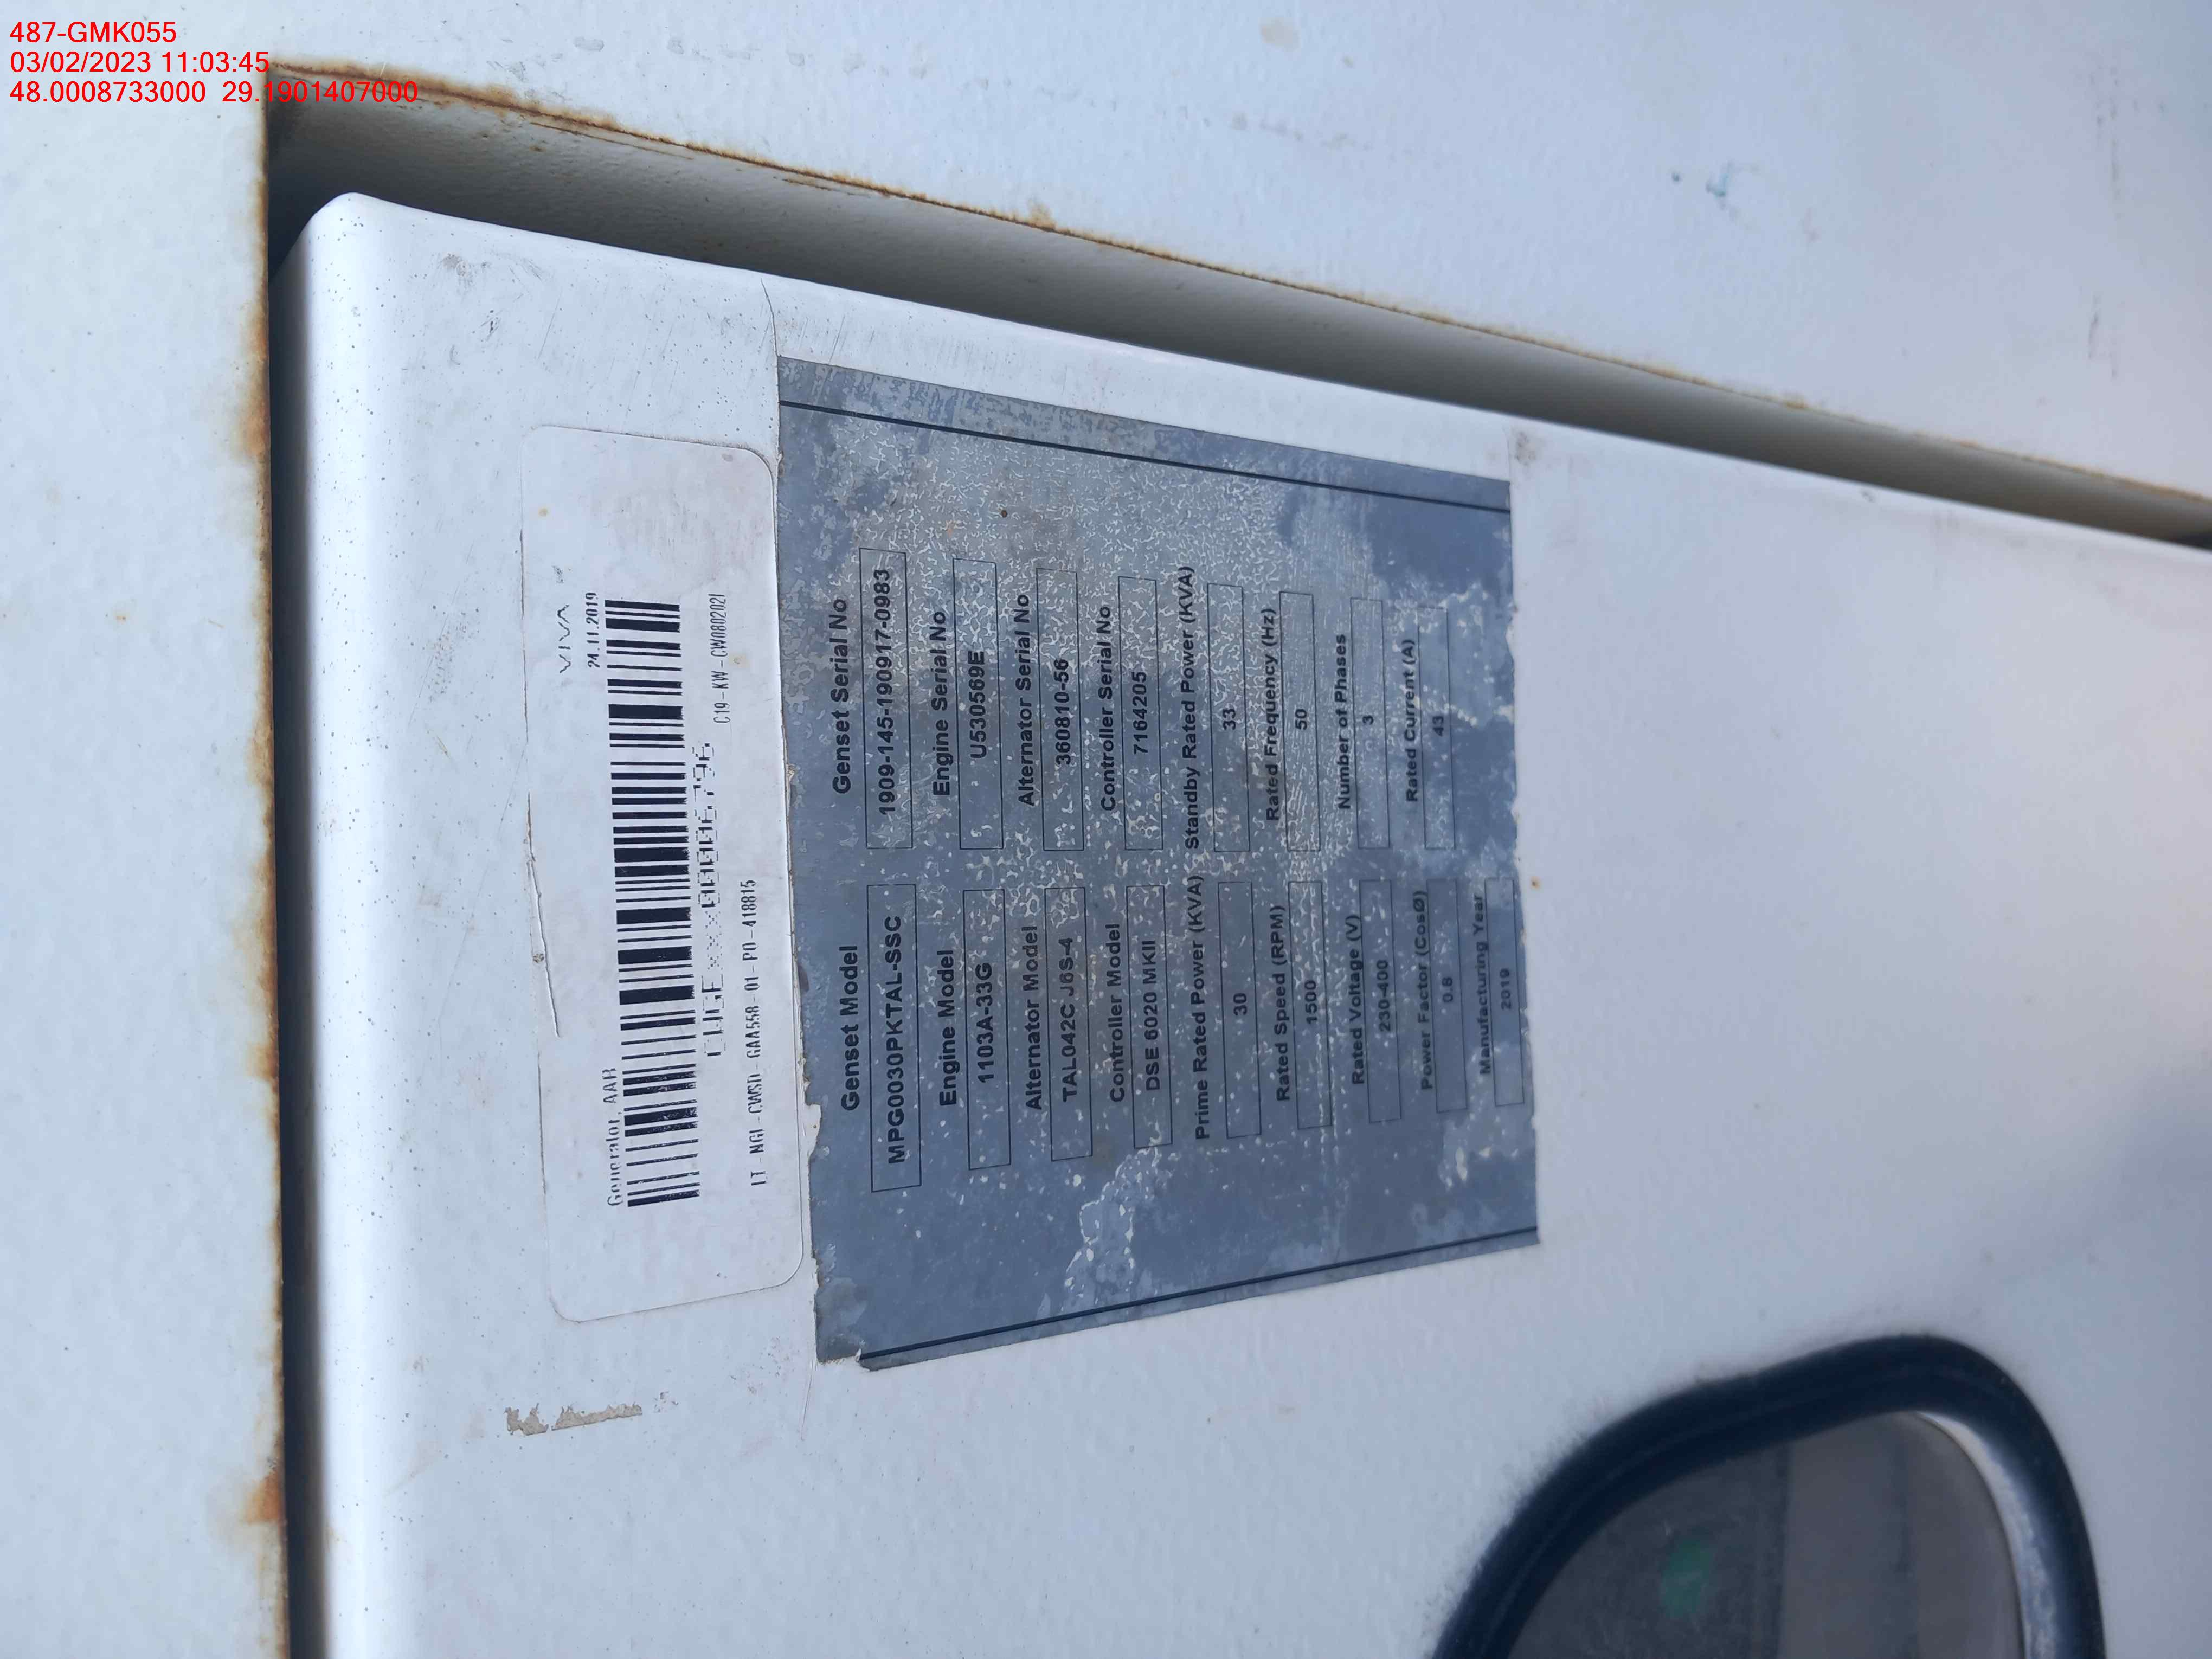 487-GMK055
03/02/2023 11:03:45
48.0008733000 29.1901407000
VIVA
Generator, AAB 24.11.2019
IT-NGI-CWSD-GAA558-01-PO-418815 C19-KW-CW0802021
Genset Model Genset Serial No
MPG0030PKTAL-SSC 1909-145-190917-0983
Engine Model Engine Serial No
1103A-33G U530569E
Alternator Model Alternator Serial No
TAL042C J6S-4 360810-56
Controller Model Controller Serial No
DSE 6020 MKII 7164205
Prime Rated Power (KVA) Standby Rated Power (KVA)
30 33
Rated Speed (RPM) Rated Frequency (Hz)
1500 50
Rated Voltage (V) Number of Phases
230-400 3
Power Factor (CosØ) Rated Current (A)
0.8 43
Manufacturing Year
2019